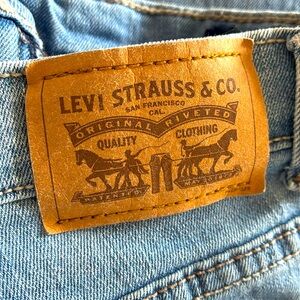 LEVI STRAUSS & CO.
SAN FRANCISCO
CAL.
ORIGINAL RIVETED
QUALITY CLOTHING